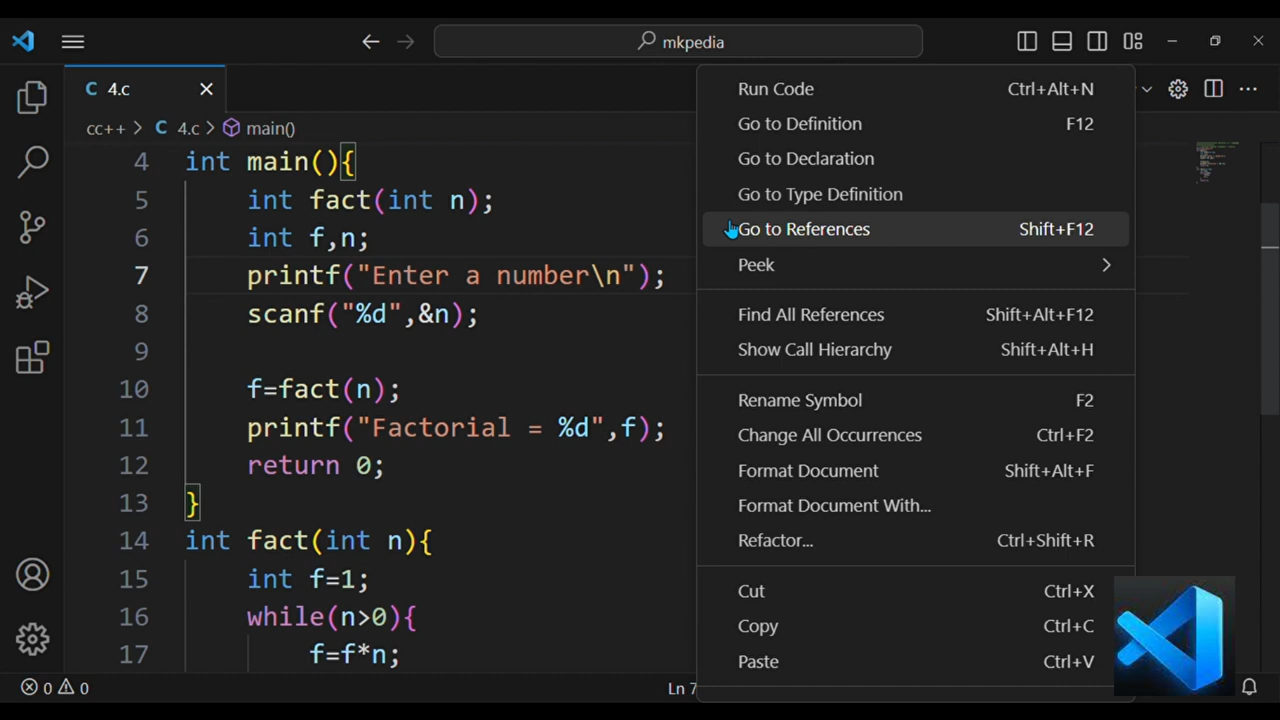 mkpedia
4.c
cc++ > C 4.c > main()
4 int main(){
5 int fact(int n);
6 int f,n;
7 printf("Enter a number\n");
8 scanf("%d",&n);
9
10 f=fact(n);
11 printf("Factorial = %d",f);
12 return 0;
13 }
14 int fact(int n){
15 int f=1;
16 while(n>0){
17 f=f*n;
Run Code Ctrl+Alt+N
Go to Definition F12
Go to Declaration
Go to Type Definition
Go to References Shift+F12
Peek
Find All References Shift+Alt+F12
Show Call Hierarchy Shift+Alt+H
Rename Symbol F2
Change All Occurrences Ctrl+F2
Format Document Shift+Alt+F
Format Document With...
Refactor... Ctrl+Shift+R
Cut Ctrl+X
Copy Ctrl+C
Paste Ctrl+V
0 0 Ln 7